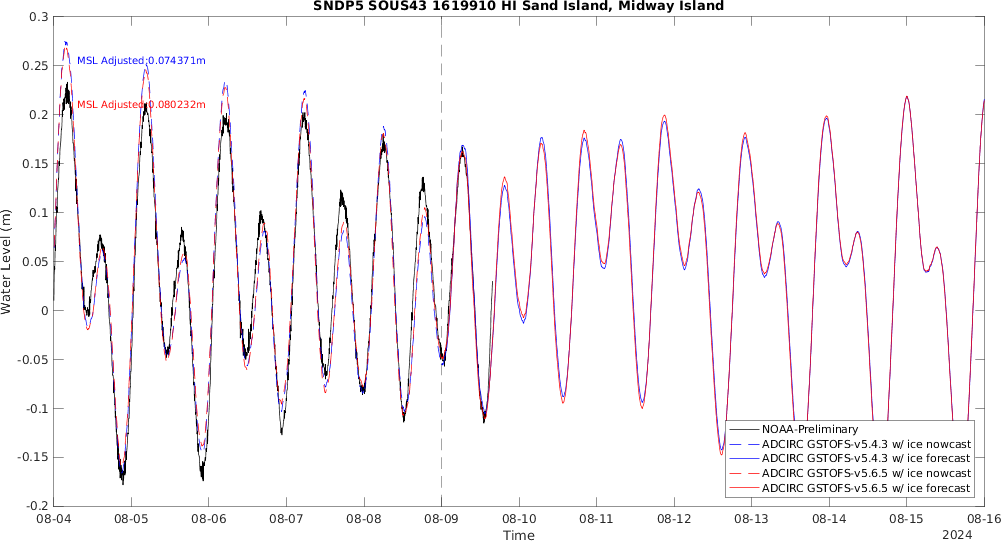 SNDP5 SOUS43 1619910 HI Sand Island, Midway Island
0.3
0.25
0.2
0.15
0.1
0.05
0
-0.05
-0.1
-0.15
-0.2
Water Level (m)
MSL Adjusted:0.074371m
MSL Adjusted:0.080232m
NOAA-Preliminary
ADCIRC GSTOFS-v5.4.3 w/ ice nowcast
ADCIRC GSTOFS-v5.4.3 w/ ice forecast
ADCIRC GSTOFS-v5.6.5 w/ ice nowcast
ADCIRC GSTOFS-v5.6.5 w/ ice forecast
08-04 08-05 08-06 08-07 08-08 08-09 08-10 08-11 08-12 08-13 08-14 08-15 08-16
Time
2024